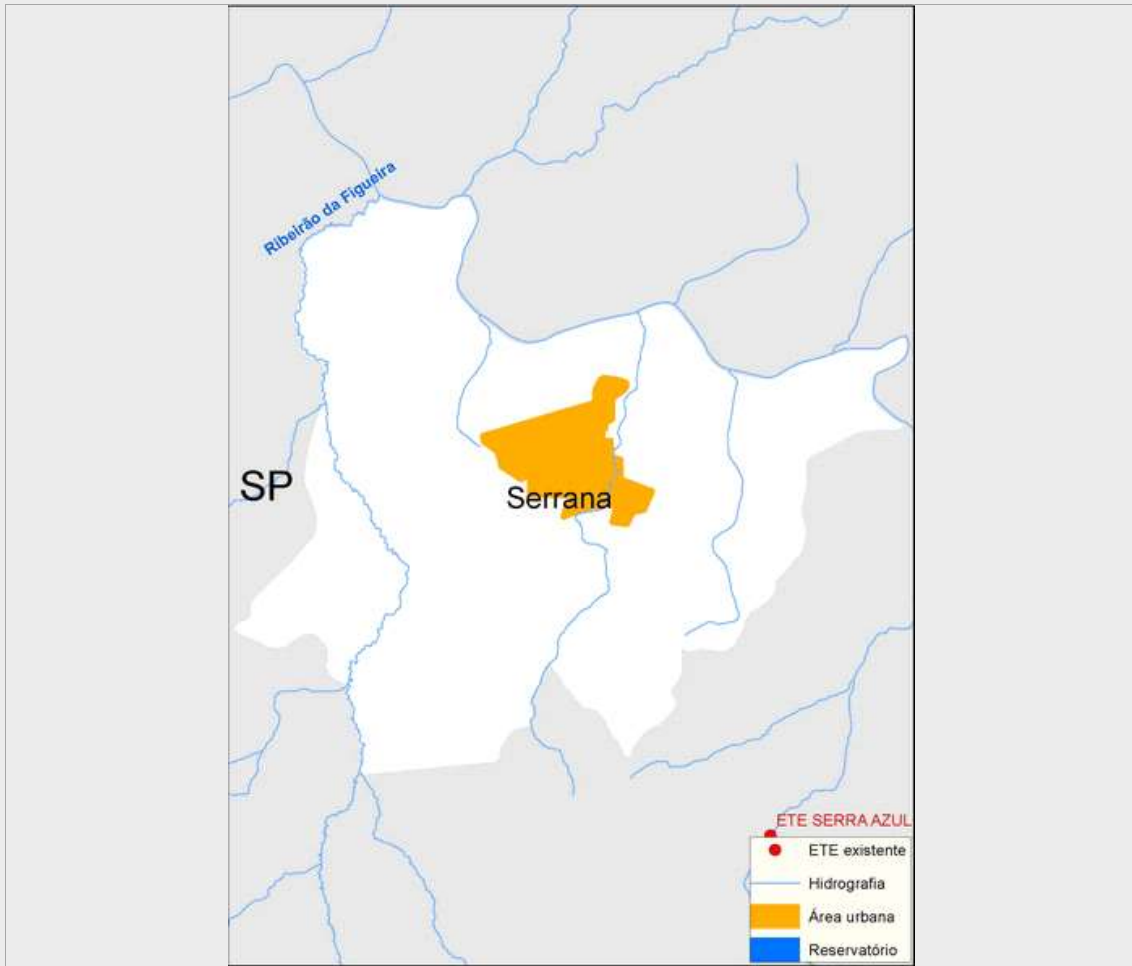 Ribeirão da Figueira
SP
Serrana
ETE SERRA AZUL
ETE existente
Hidrografia
Área urbana
Reservatório